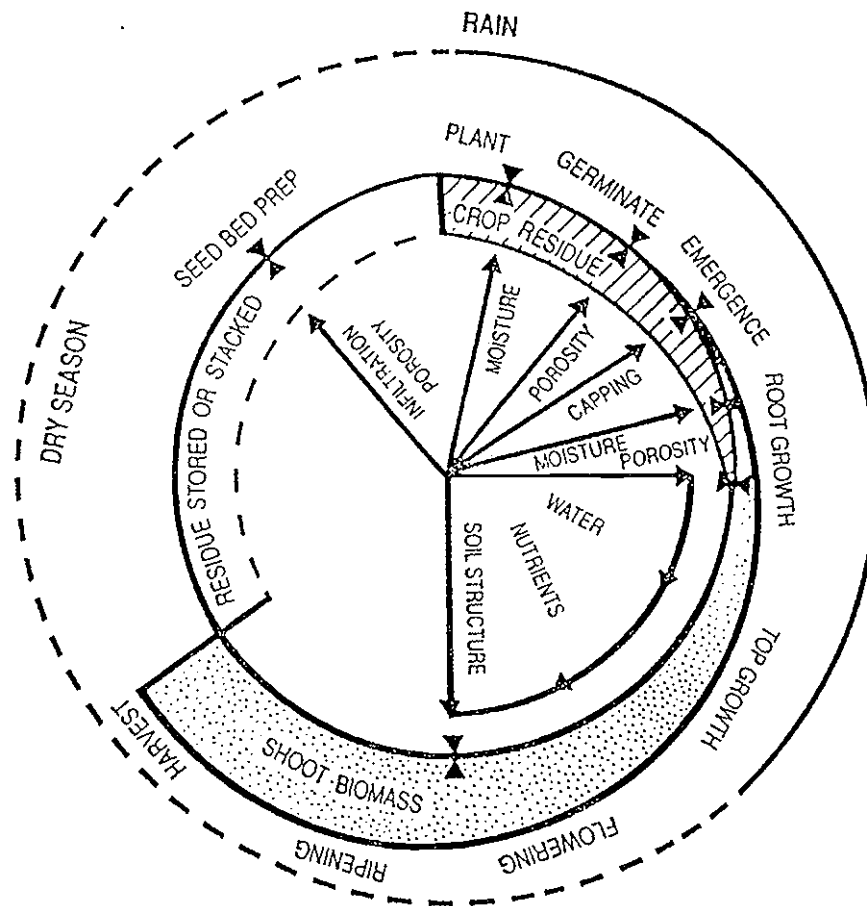 RAIN
PLANT
GERMINATE
EMERGENCE
ROOT GROWTH
TOP GROWTH
FLOWERING
RIPENING
HARVEST
DRY SEASON
SEED BED PREP
RESIDUE STORED OR STACKED
CROP RESIDUE
SHOOT BIOMASS
INFILTRATION
POROSITY
MOISTURE
POROSITY
CAPPING
MOISTURE
POROSITY
WATER
NUTRIENTS
SOIL STRUCTURE